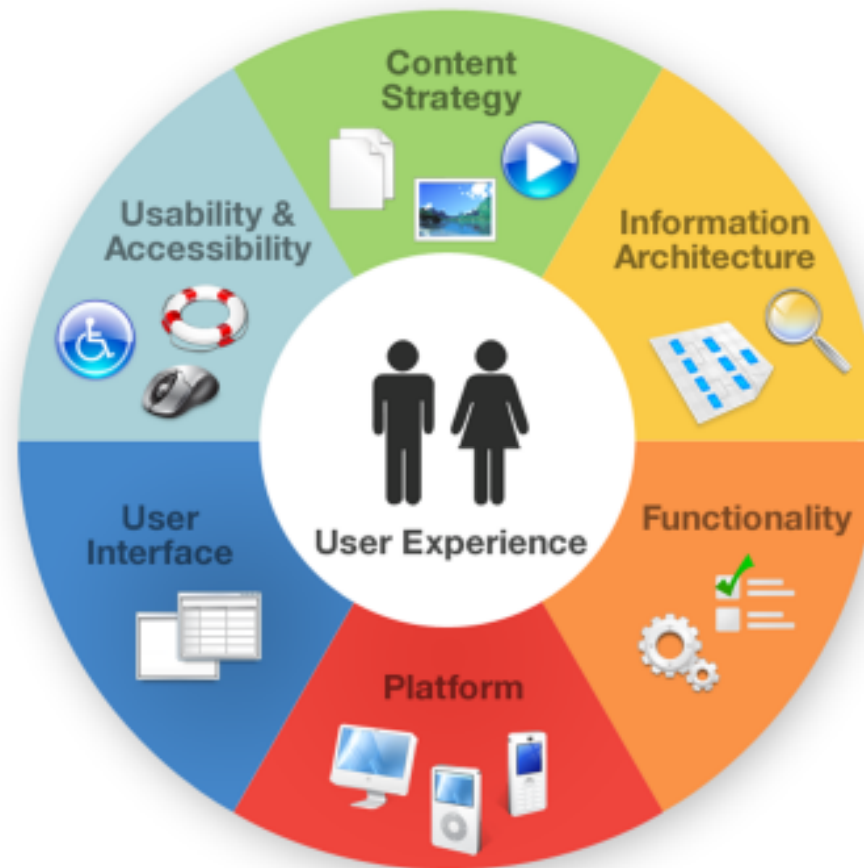 Content
Strategy
Information
Architecture
Functionality
Platform
User
Interface
Usability &
Accessibility
User Experience